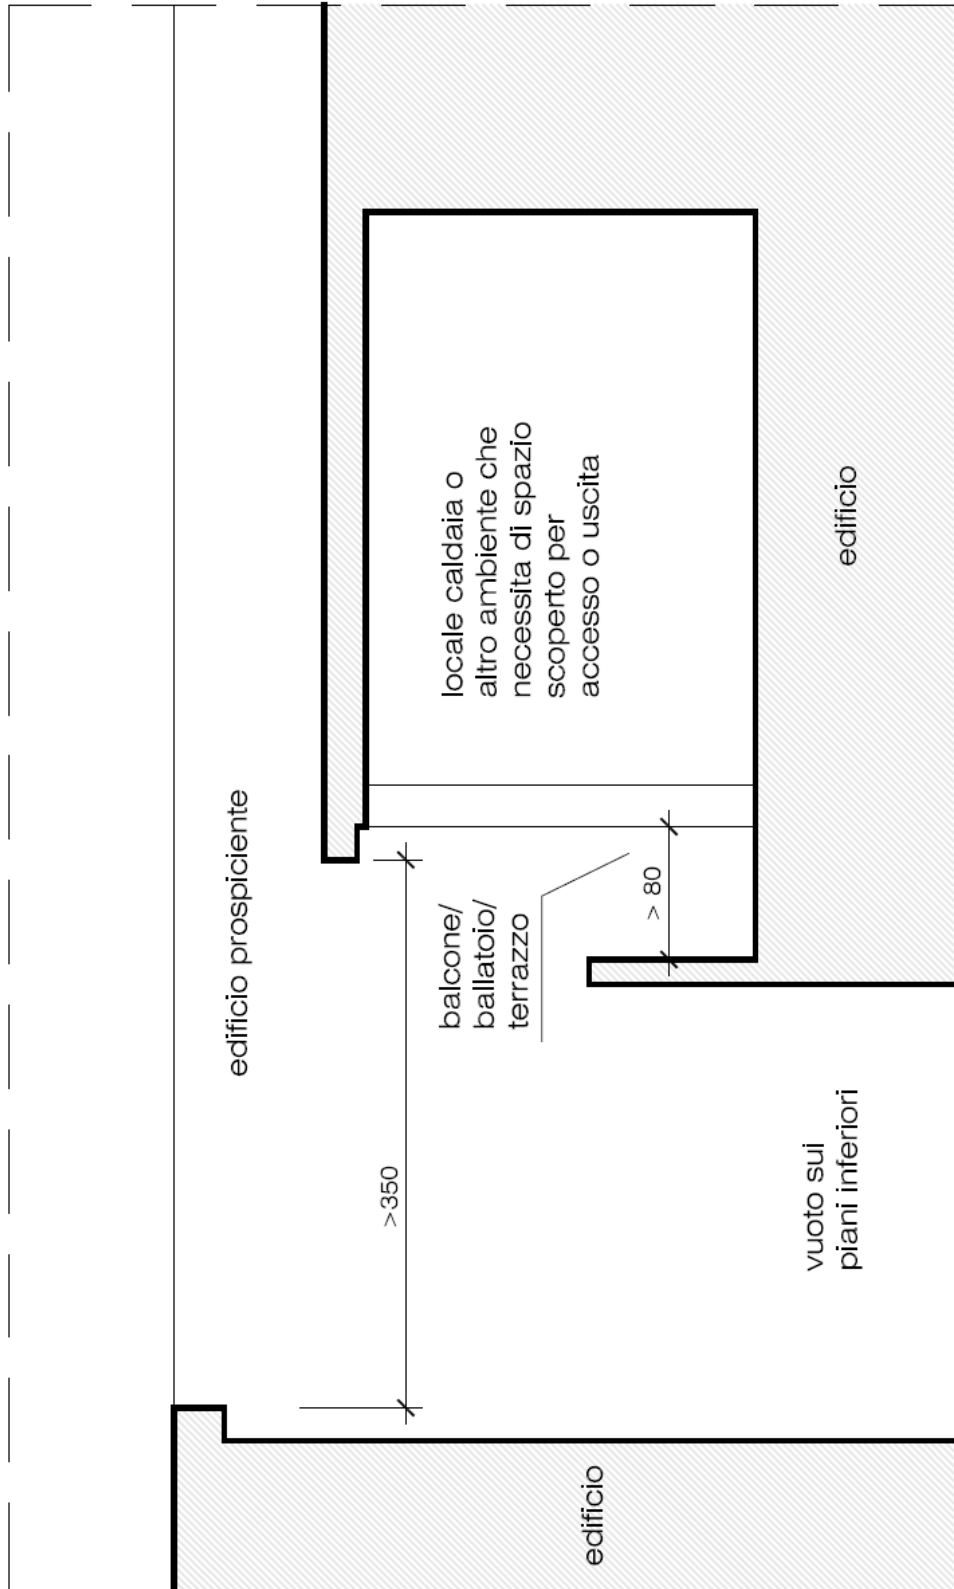 edificio prospiciente
>350
balcone/
ballatoio/
terrazzo
locale caldaia o
altro ambiente che
necessita di spazio
scoperto per
accesso o uscita
edificio
> 80
vuoto sui
piani inferiori
edificio